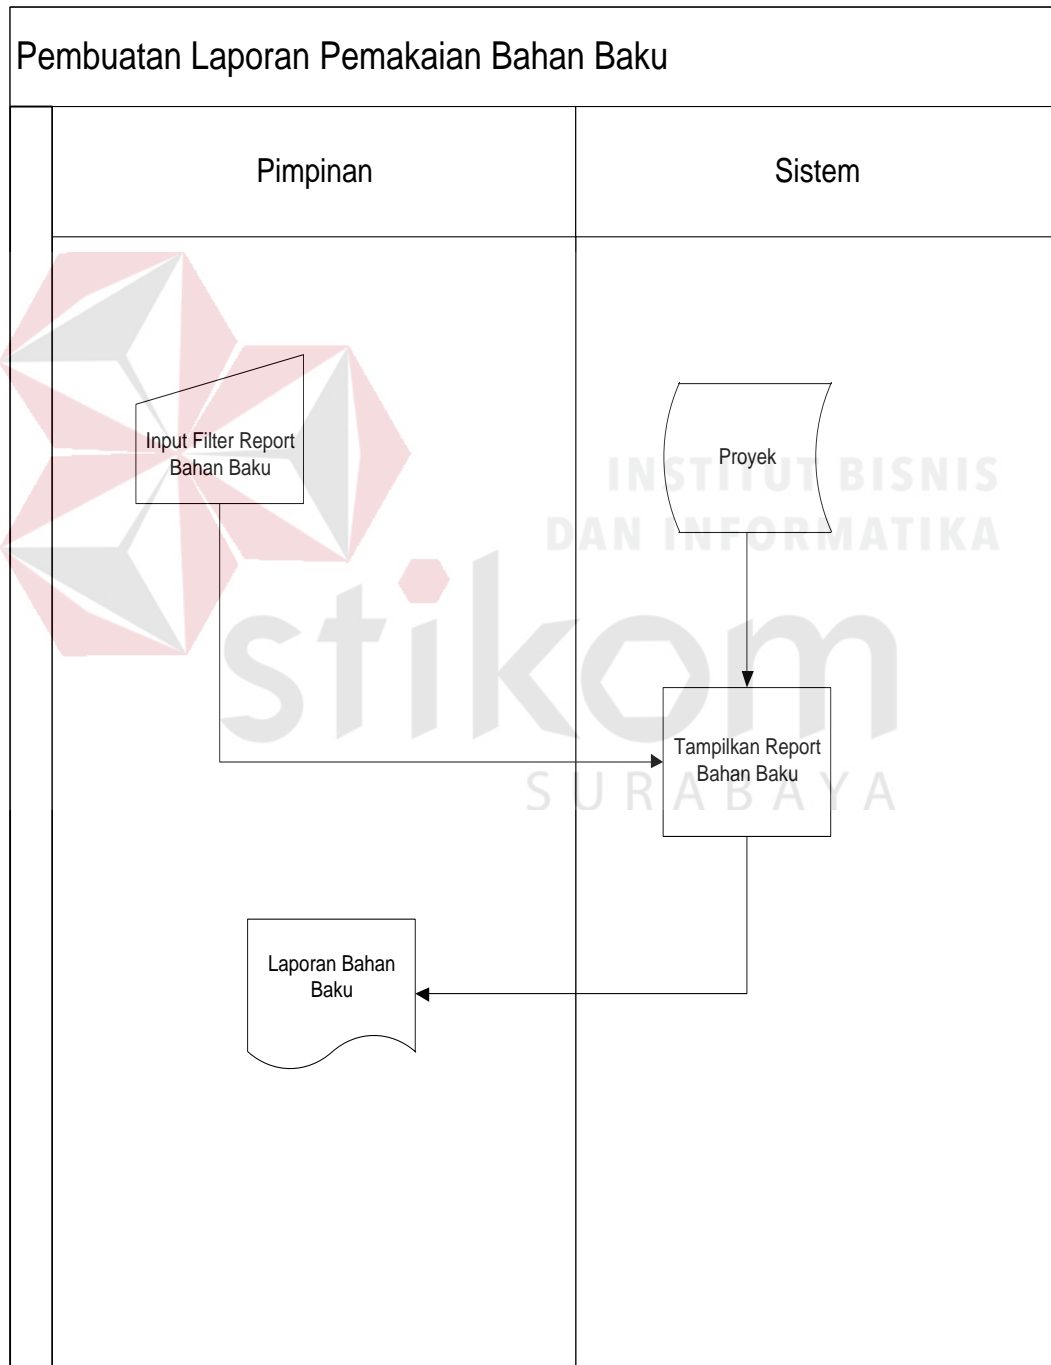 Pembuatan Laporan Pemakaian Bahan Baku
Pimpinan
Sistem
Input Filter Report
Bahan Baku
Proyek
INSTITUT BISNIS
DAN INFORMATIKA
stikom
SURABAYA
Tampilkan Report
Bahan Baku
Laporan Bahan
Baku